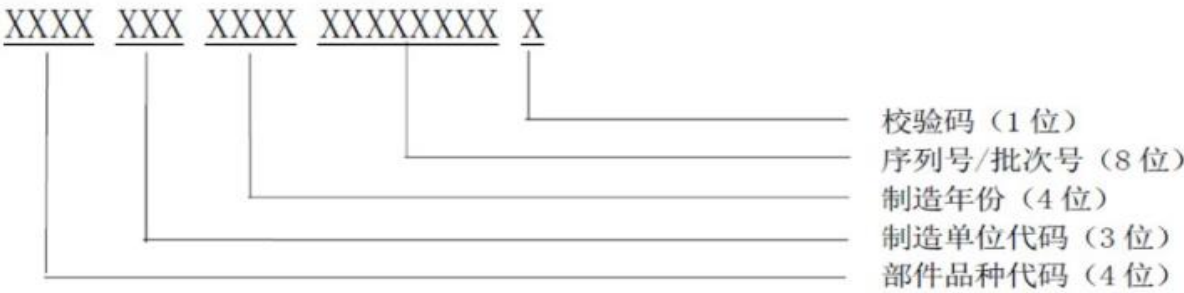 XXXX XXX XXXX XXXXXXXX X
校验码（1 位）
序列号/批次号（8 位）
制造年份（4 位）
制造单位代码（3 位）
部件品种代码（4 位）